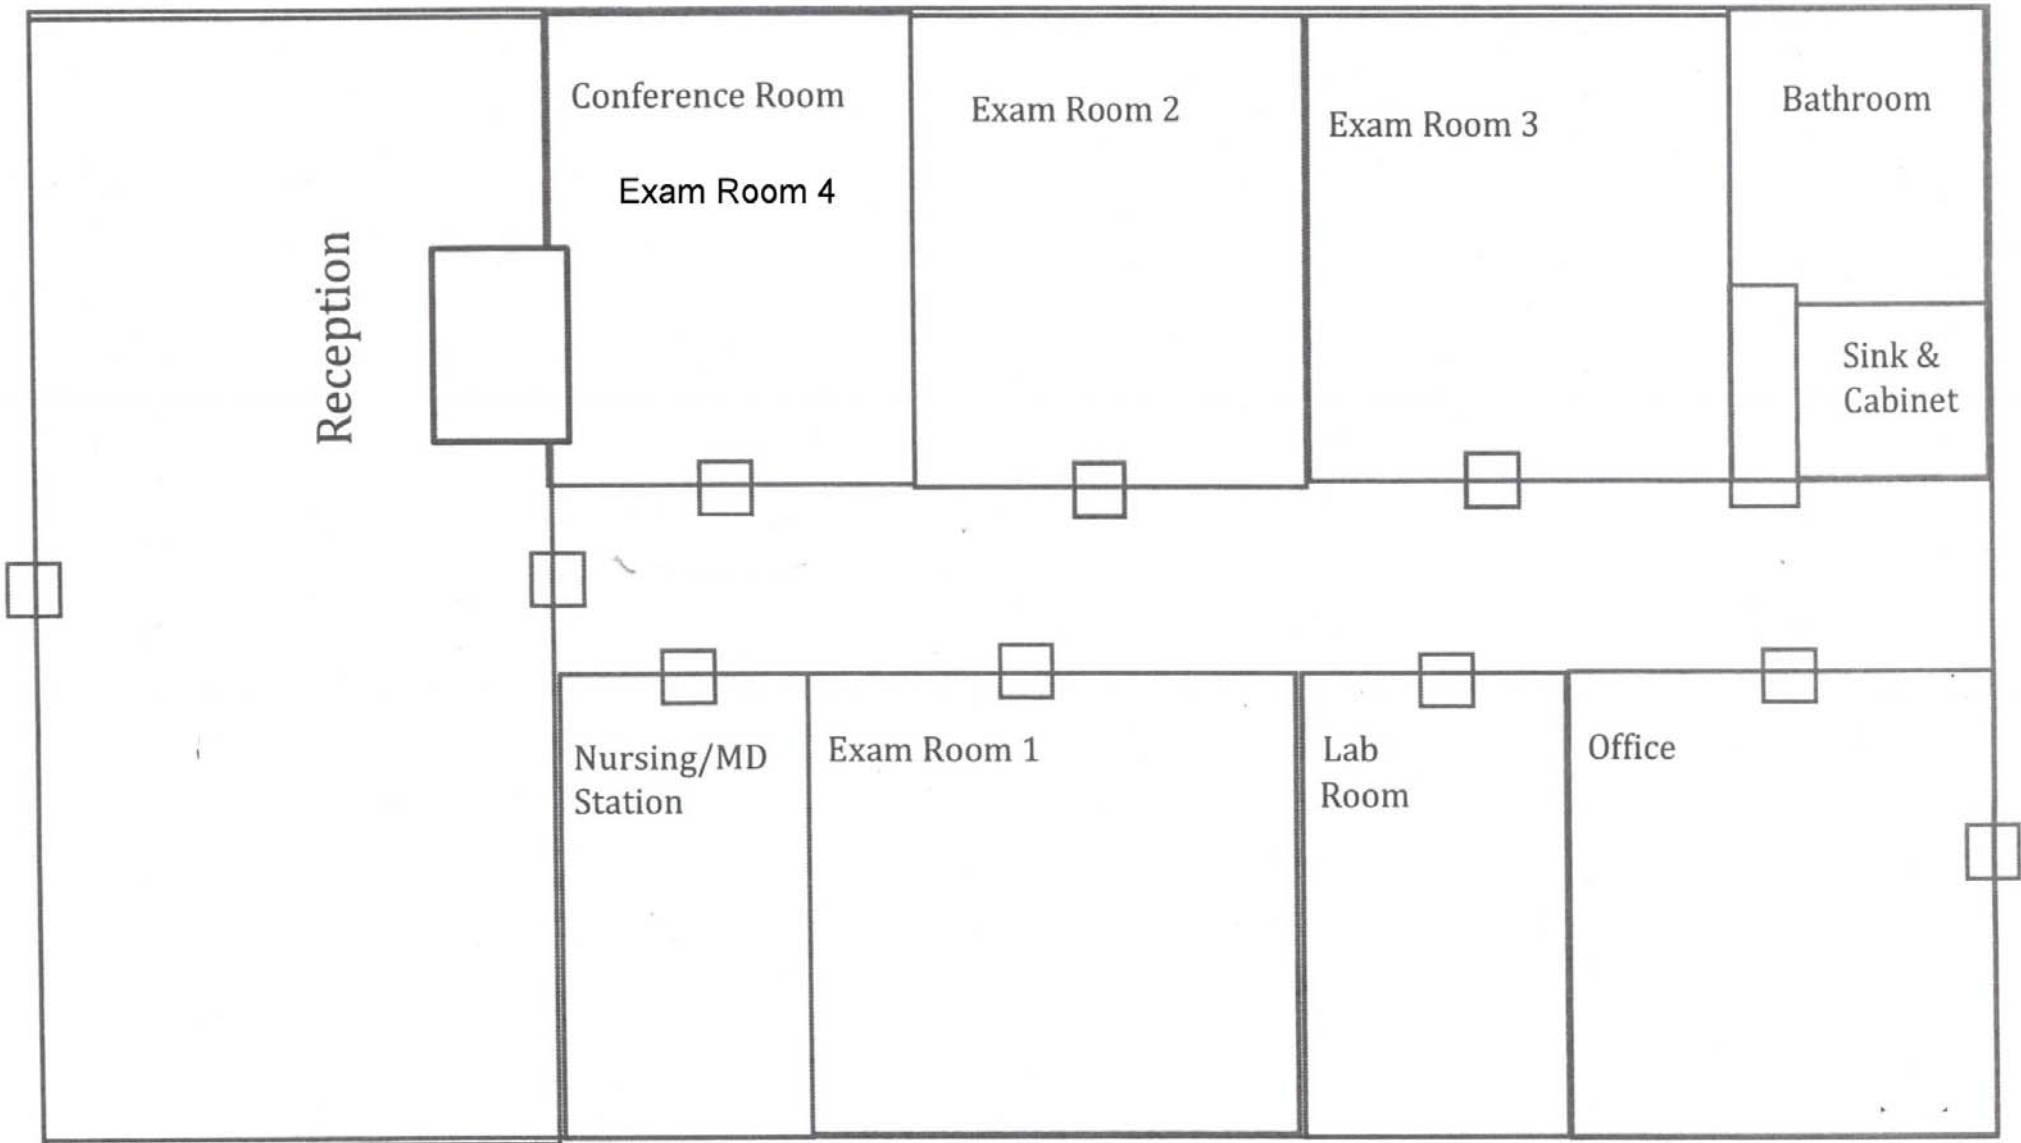 Conference Room
Exam Room 4
Exam Room 2
Exam Room 3
Bathroom
Reception
Sink &
Cabinet
Nursing/MD
Station
Exam Room 1
Lab
Room
Office